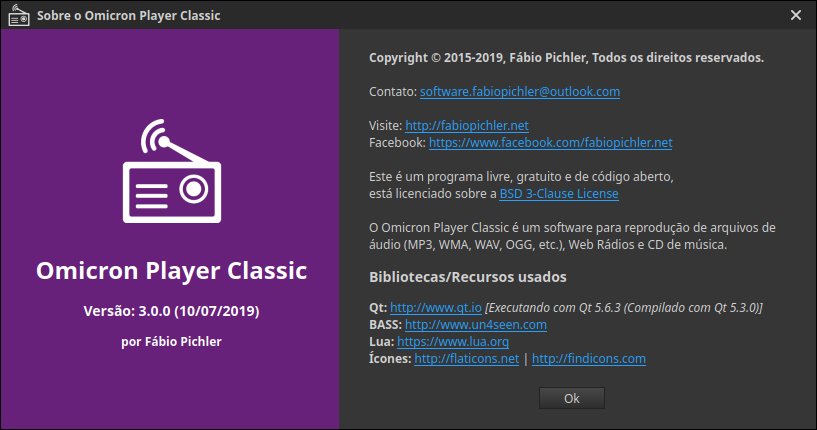 Sobre o Omicron Player Classic
Omicron Player Classic
Versão: 3.0.0 (10/07/2019)
por Fábio Pichler
Copyright © 2015-2019, Fábio Pichler, Todos os direitos reservados.
Contato: software.fabiopichler@outlook.com
Visite: http://fabiopichler.net
Facebook: https://www.facebook.com/fabiopichler.net
Este é um programa livre, gratuito e de código aberto,
está licenciado sobre a BSD 3-Clause License
O Omicron Player Classic é um software para reprodução de arquivos de
áudio (MP3, WMA, WAV, OGG, etc.), Web Rádios e CD de música.
Bibliotecas/Recursos usados
Qt: http://www.qt.io [Executando com Qt 5.6.3 (Compilado com Qt 5.3.0)]
BASS: http://www.un4seen.com
Lua: https://www.lua.org
Ícones: http://flaticons.net | http://findicons.com
Ok